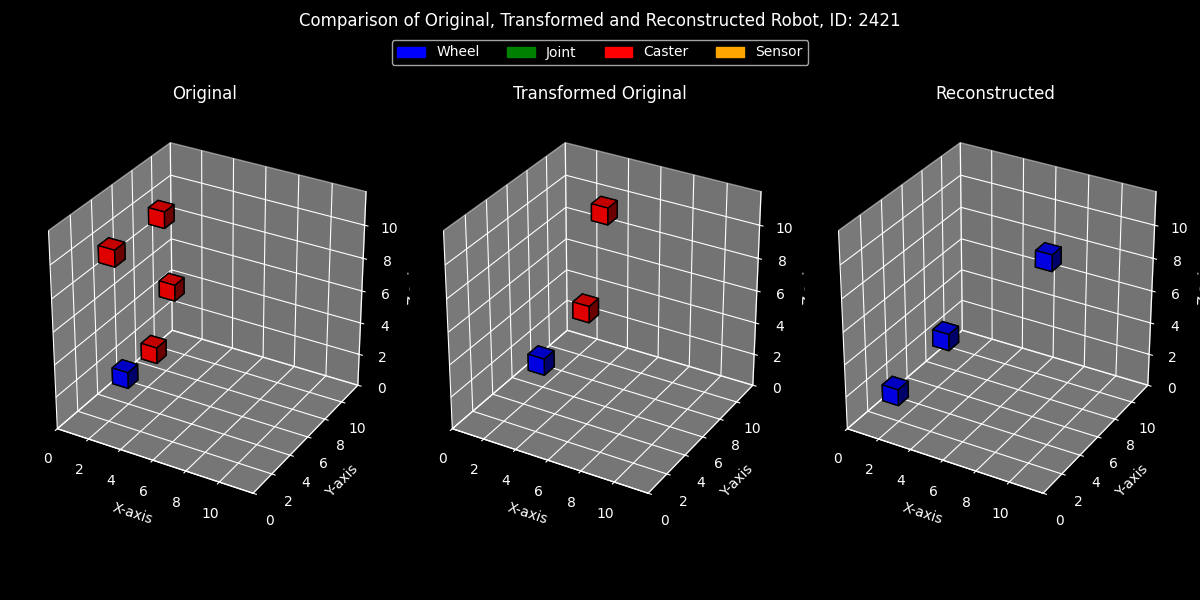 Comparison of Original, Transformed and Reconstructed Robot, ID: 2421
Wheel Joint Caster Sensor
Original Transformed Original Reconstructed
0 2 4 6 8 10
X-axis
0 2 4 6 8 10
Y-axis
0 2 4 6 8 10
0 2 4 6 8 10
X-axis
0 2 4 6 8 10
Y-axis
0 2 4 6 8 10
0 2 4 6 8 10
X-axis
0 2 4 6 8 10
Y-axis
0 2 4 6 8 10